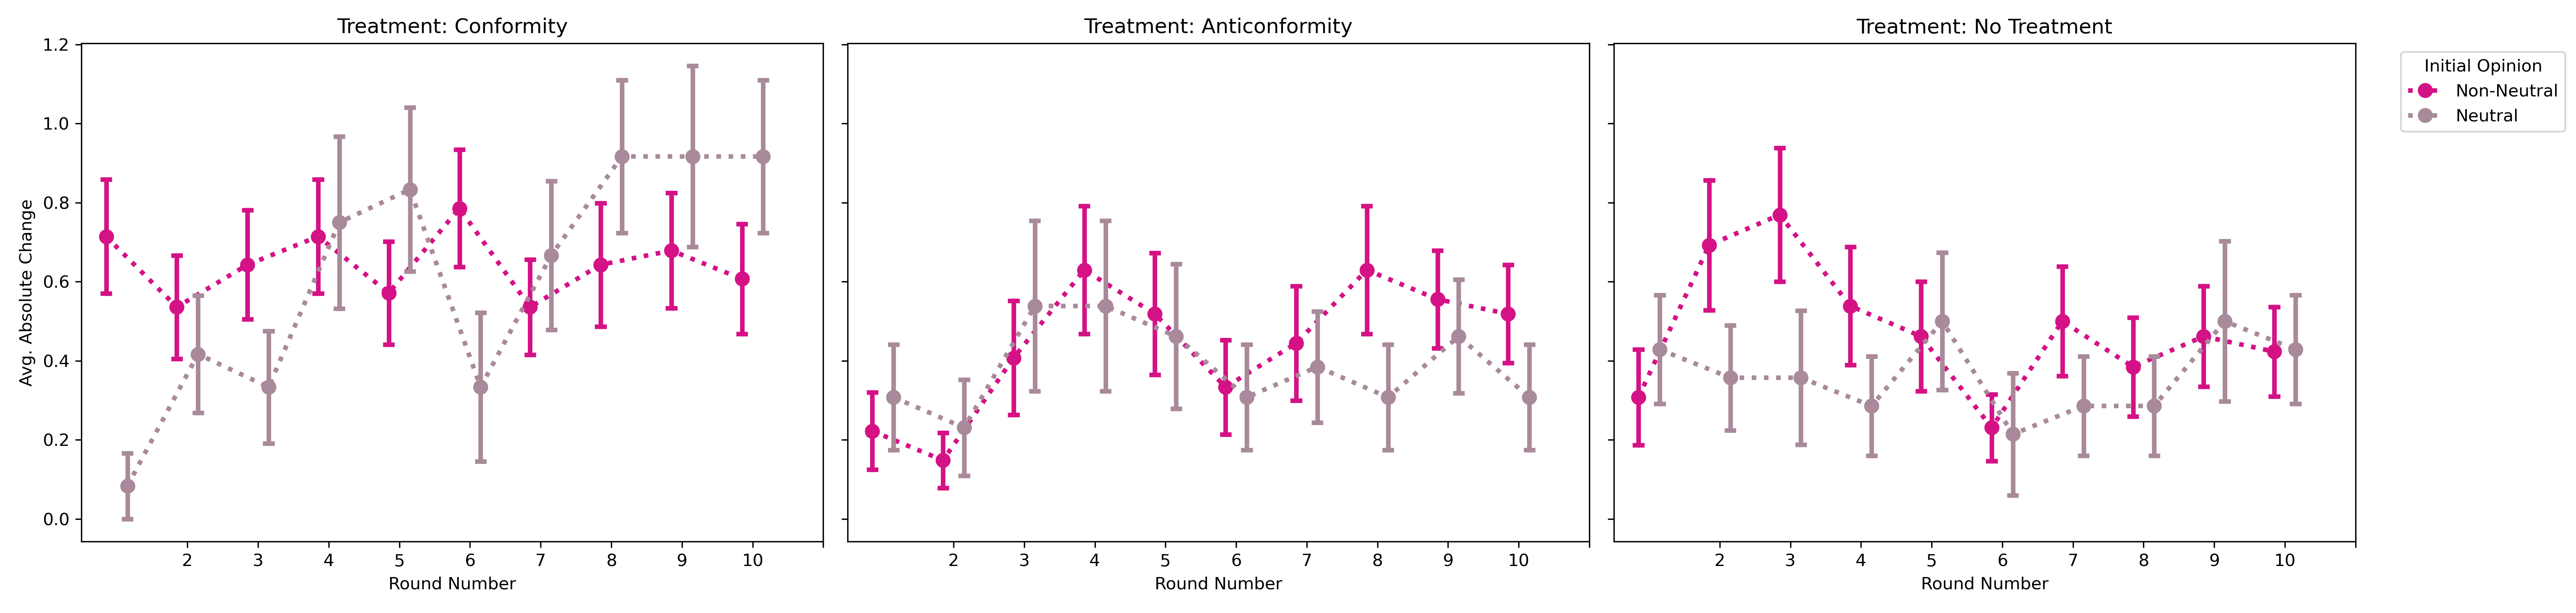 Treatment: Conformity
Treatment: Anticonformity
Treatment: No Treatment
Avg. Absolute Change
1.2
1.0
0.8
0.6
0.4
0.2
0.0
2 3 4 5 6 7 8 9 10
Round Number
2 3 4 5 6 7 8 9 10
Round Number
2 3 4 5 6 7 8 9 10
Round Number
Initial Opinion
Non-Neutral
Neutral